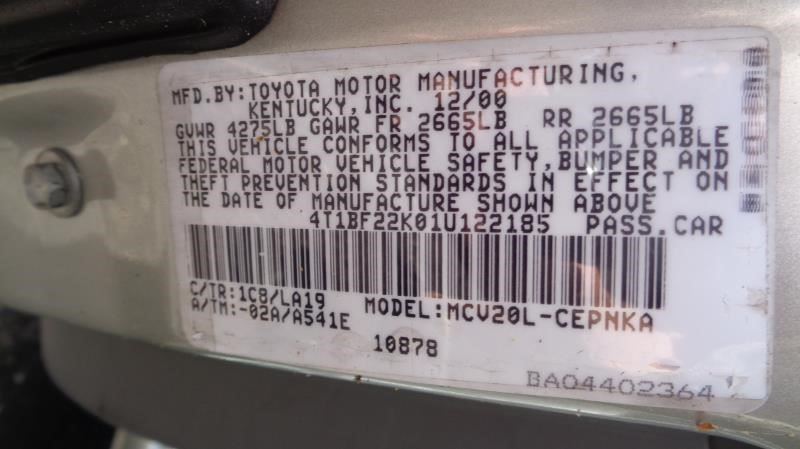 MFD.BY:TOYOTA MOTOR MANUFACTURING,
KENTUCKY,INC. 12/00
GVWR 4275LB GAWR FR 2665LB RR 2665LB
THIS VEHICLE CONFORMS TO ALL APPLICABLE
FEDERAL MOTOR VEHICLE SAFETY,BUMPER AND
THEFT PREVENTION STANDARDS IN EFFECT ON
THE DATE OF MANUFACTURE SHOWN ABOVE
4T1BF22K01U122185 PASS.CAR
C/TR:1C8/LA19 MODEL:MCV20L-CEPNKA
A/TM:-02A/A541E
10878
BA04402364